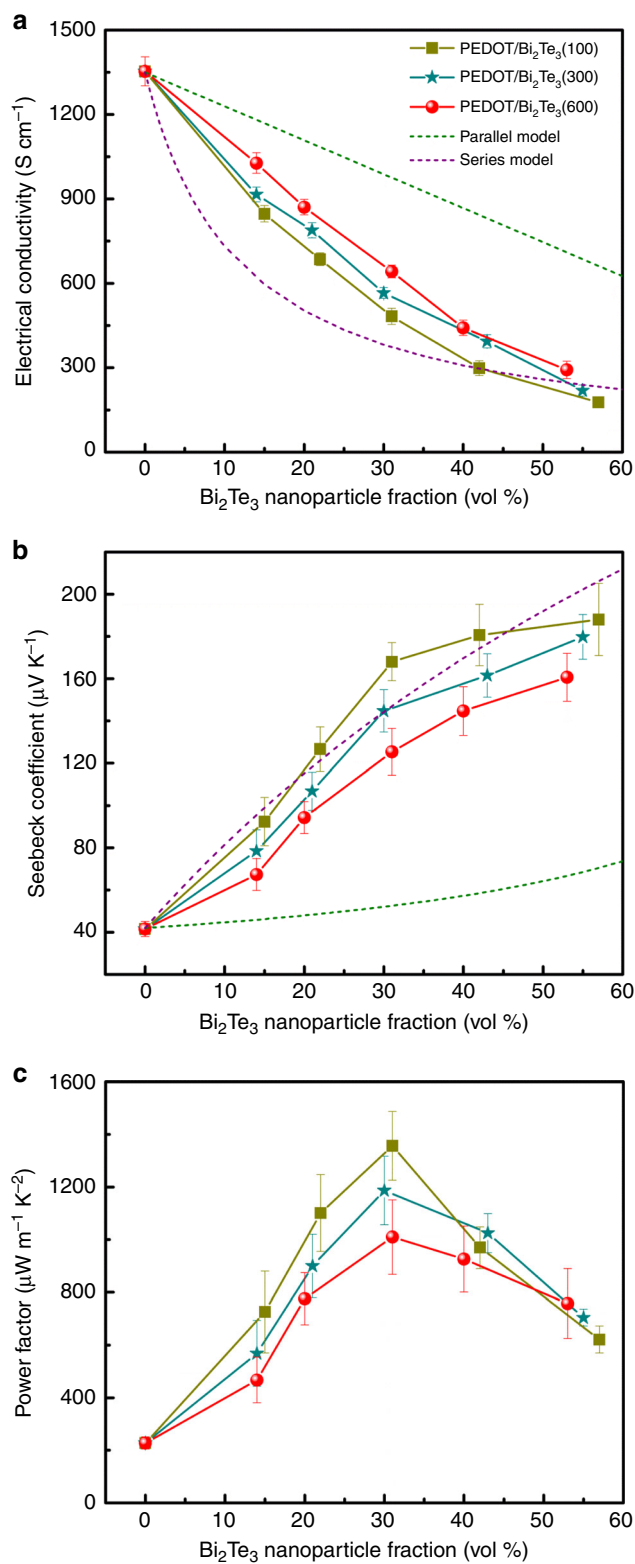 a
1500
1200
900
600
300
0
Electrical conductivity (S cm⁻¹)
PEDOT/Bi₂Te₃(100)
PEDOT/Bi₂Te₃(300)
PEDOT/Bi₂Te₃(600)
Parallel model
Series model
0 10 20 30 40 50 60
Bi₂Te₃ nanoparticle fraction (vol %)
b
200
160
120
80
40
Seebeck coefficient (μV K⁻¹)
0 10 20 30 40 50 60
Bi₂Te₃ nanoparticle fraction (vol %)
c
1600
1200
800
400
0
Power factor (μW m⁻¹ K⁻²)
0 10 20 30 40 50 60
Bi₂Te₃ nanoparticle fraction (vol %)